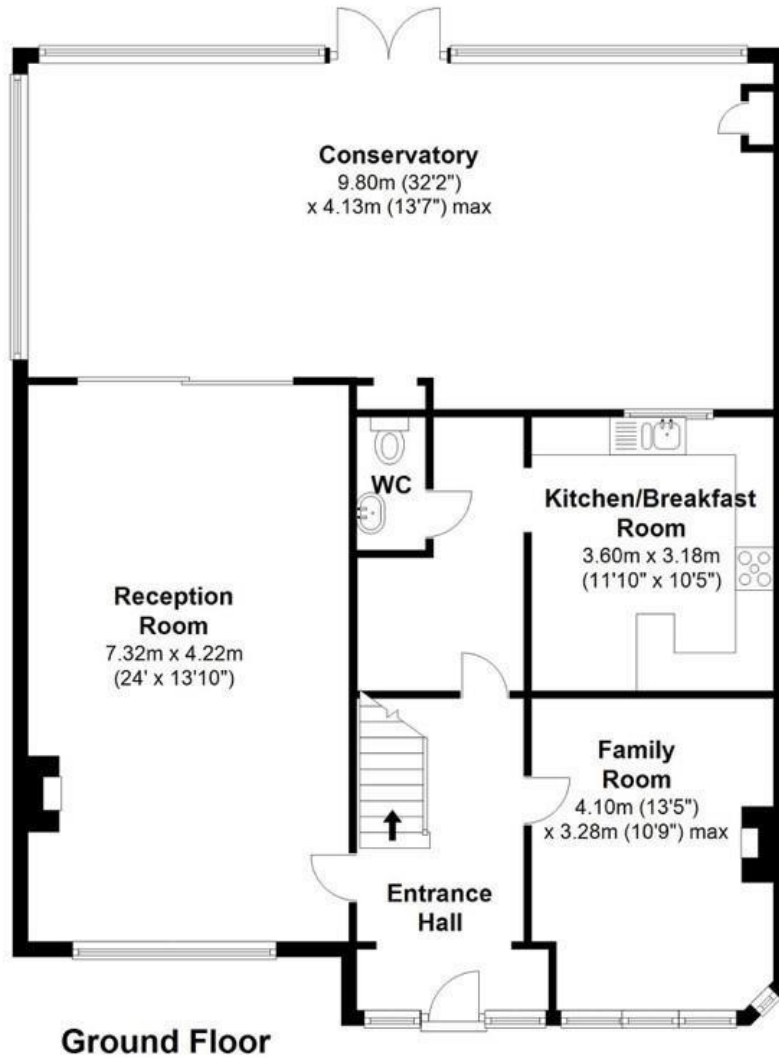 Conservatory
9.80m (32'2")
x 4.13m (13'7") max
WC
Kitchen/Breakfast
Room
3.60m x 3.18m
(11'10" x 10'5")
Reception
Room
7.32m x 4.22m
(24' x 13'10")
Family
Room
4.10m (13'5")
x 3.28m (10'9") max
Entrance
Hall
Ground Floor